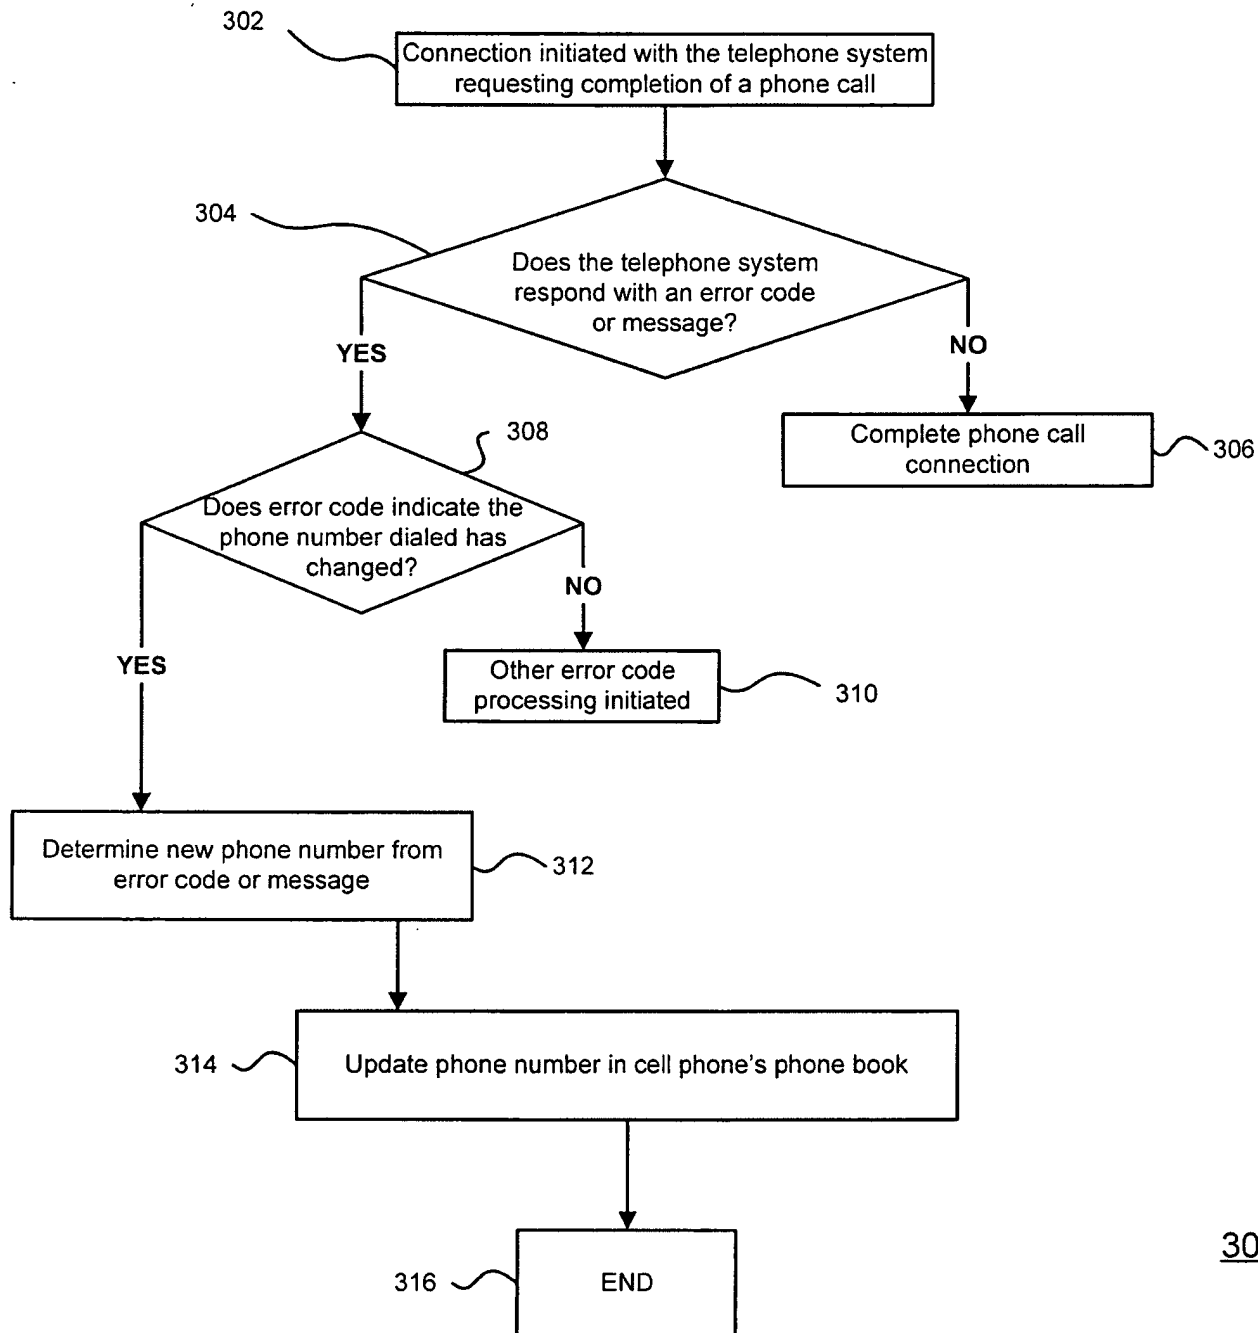 302
Connection initiated with the telephone system
requesting completion of a phone call
304
Does the telephone system
respond with an error code
or message?
YES
NO
308
Complete phone call
connection
306
Does error code indicate the
phone number dialed has
changed?
NO
YES
Other error code
processing initiated
310
Determine new phone number from
error code or message
312
314
Update phone number in cell phone's phone book
30
316
END